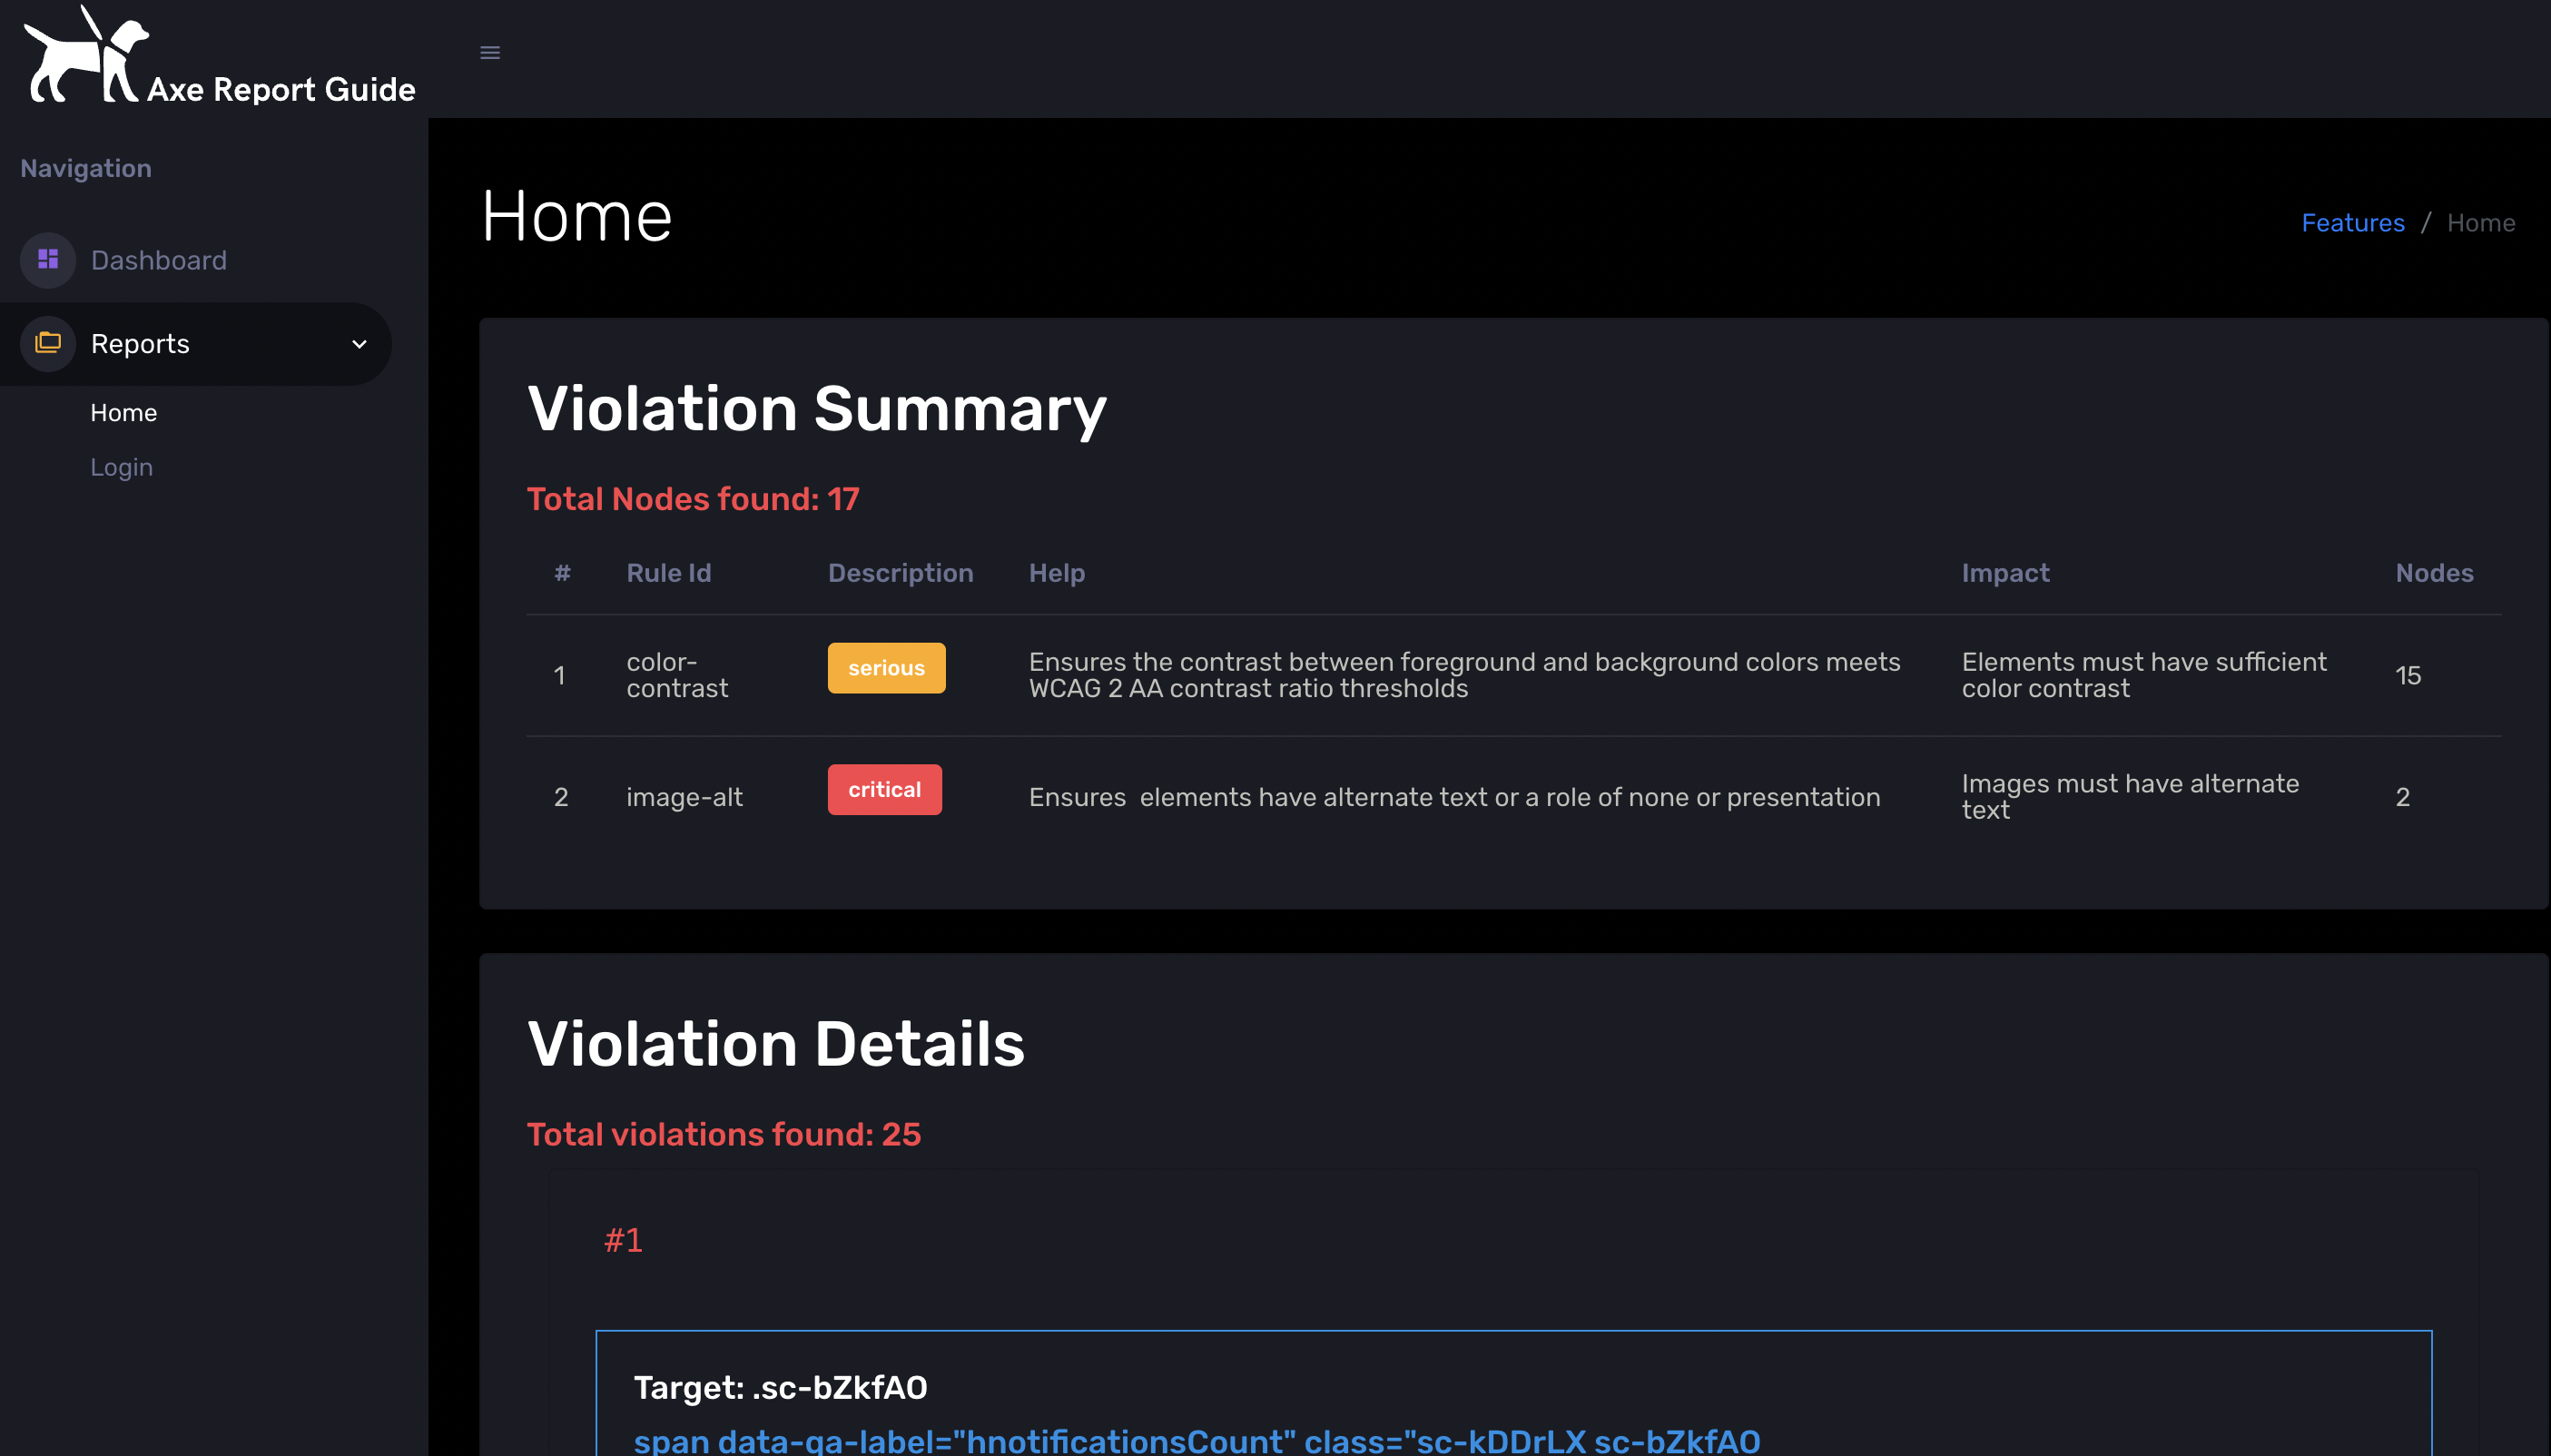 Axe Report Guide
Navigation
Dashboard
Reports
Home
Login
Home
Features / Home
Violation Summary
Total Nodes found: 17
# Rule Id Description Help Impact Nodes
1 color-contrast serious Ensures the contrast between foreground and background colors meets WCAG 2 AA contrast ratio thresholds Elements must have sufficient color contrast 15
2 image-alt critical Ensures  elements have alternate text or a role of none or presentation Images must have alternate text 2
Violation Details
Total violations found: 25
#1
Target: .sc-bZkfAO
span data-qa-label="hnotificationsCount" class="sc-kDDrLX sc-bZkfAO